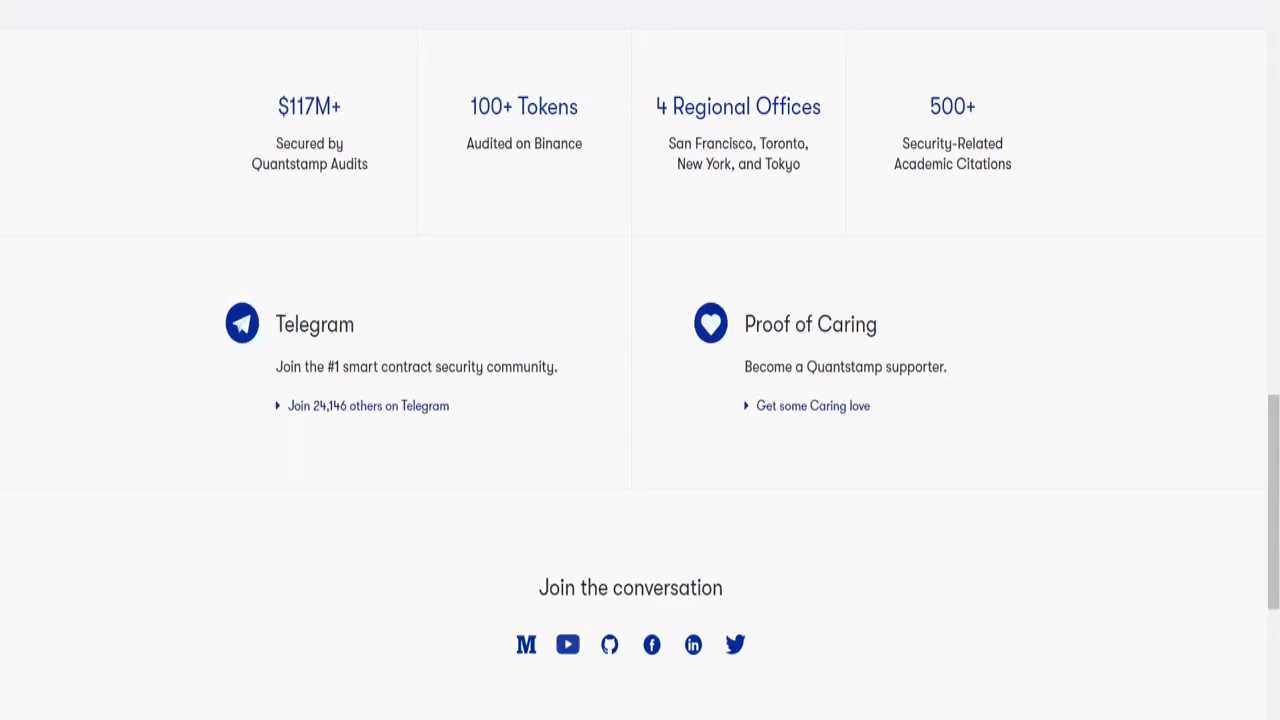 $117M+
Secured by
Quantstamp Audits
100+ Tokens
Audited on Binance
4 Regional Offices
San Francisco, Toronto,
New York, and Tokyo
500+
Security-Related
Academic Citations
Telegram
Join the #1 smart contract security community.
Join 24,146 others on Telegram
Proof of Caring
Become a Quantstamp supporter.
Get some Caring love
Join the conversation
M
f
in